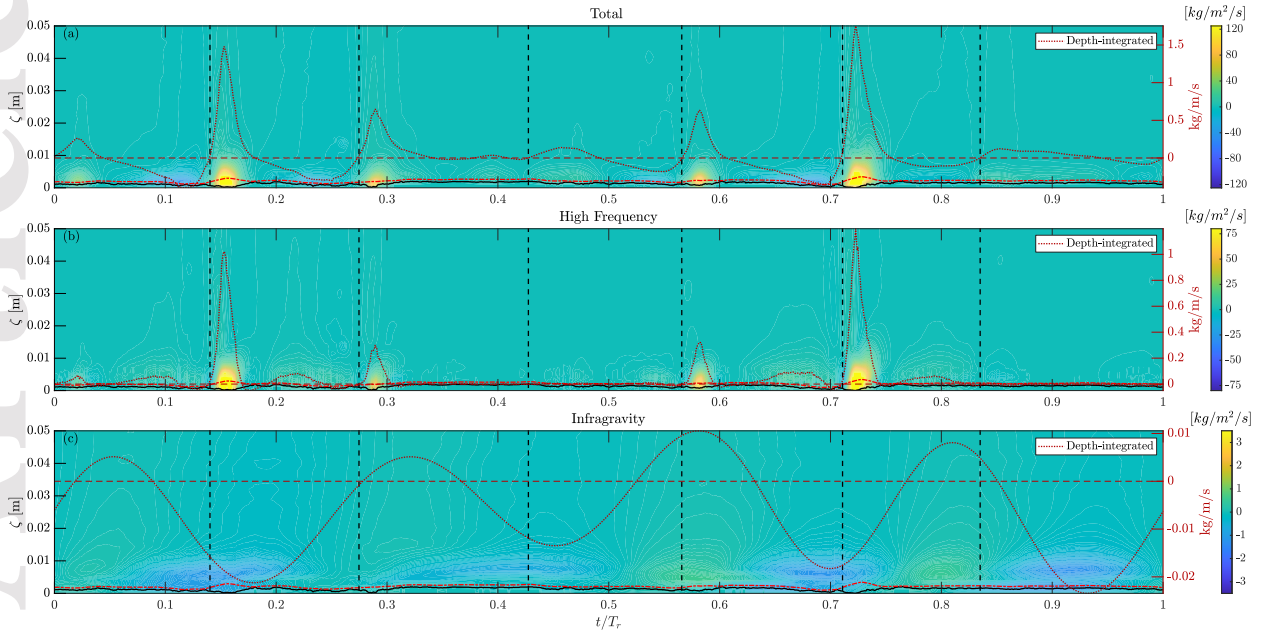 Total
[kg/m²/s]
(a)
Depth-integrated
0.05
0.04
0.03
0.02
0.01
0
ζ [m]
1.5
1
0.5
0
kg/m/s
120
80
40
0
-40
-80
-120
0 0.1 0.2 0.3 0.4 0.5 0.6 0.7 0.8 0.9 1
High Frequency
[kg/m²/s]
(b)
Depth-integrated
0.05
0.04
0.03
0.02
0.01
0
ζ [m]
1
0.8
0.6
0.4
0.2
0
kg/m/s
75
50
25
0
-25
-50
-75
0 0.1 0.2 0.3 0.4 0.5 0.6 0.7 0.8 0.9 1
Infragravity
[kg/m²/s]
(c)
Depth-integrated
0.05
0.04
0.03
0.02
0.01
0
ζ [m]
0.01
0
-0.01
-0.02
kg/m/s
3
2
1
0
-1
-2
-3
0 0.1 0.2 0.3 0.4 0.5 0.6 0.7 0.8 0.9 1
t/Tᵣ